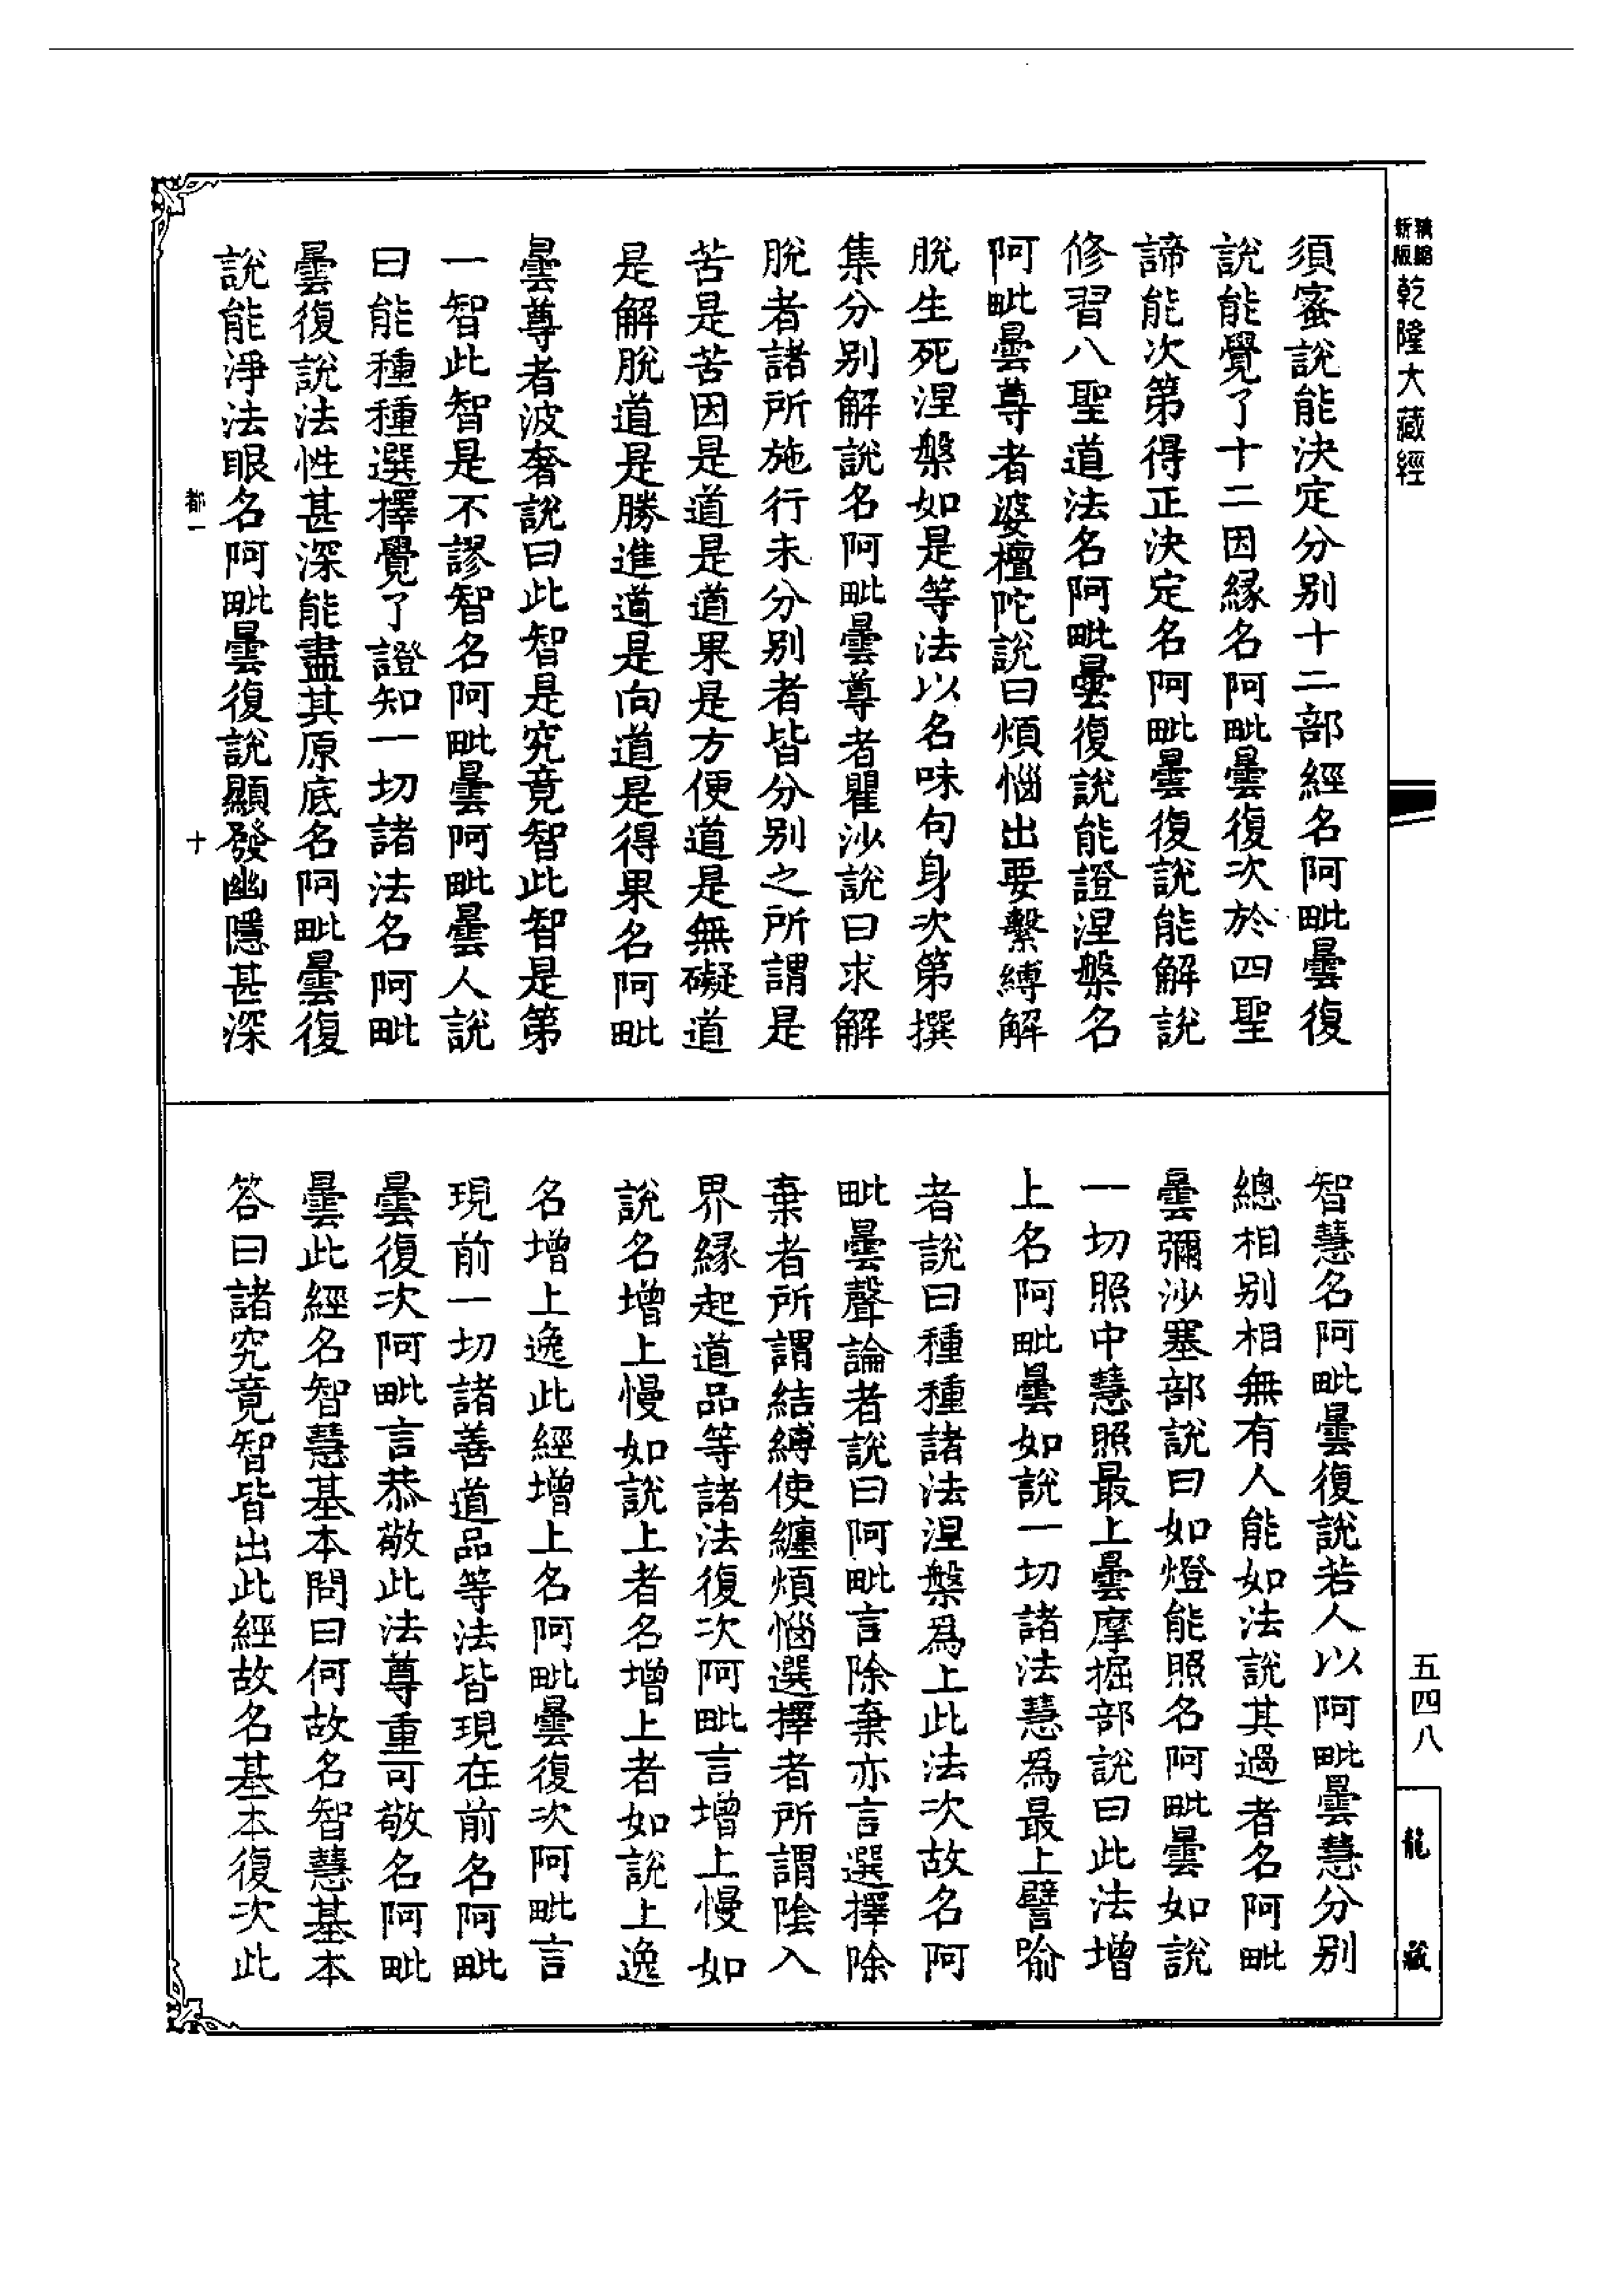 新版
縮
乾隆大藏經
須蜜說能決定分別十二部經名阿毗曇復
說能覺了十二因緣名阿毗曇復次於四聖
諦能次第得正決定名阿毗曇復說能解說
修習八聖道法名阿毗曇復說能證涅槃名
阿毗曇尊者婆檀陀說曰煩惱出要繫縛解
脫生死涅槃如是等法以名味句身次第撰
集分別解說名阿毗曇尊者瞿沙說曰求解
脫者諸所施行未分別者皆分別之所謂是
苦是苦因是道是道果是方便道是無礙道
是解脫道是勝進道是向道是得果名阿毗
曇尊者波奢說曰此智是究竟智此智是第
一智此智是不謬智名阿毗曇阿毗曇人說
曰能種種選擇覺了證知一切諸法名阿毗
曇復說法性甚深能盡其原底名阿毗曇復
說能淨法眼名阿毗曇復說顯發幽隱甚深
都一
十
智慧名阿毗曇復說若人以阿毗曇慧分別
總相別相無有人能如法說其過者名阿毗
曇彌沙塞部說曰如燈能照名阿毗曇如說
一切照中慧照最上曇摩掘部說曰此法增
上名阿毗曇如說一切諸法慧爲最上譬喻
者說曰種種諸法涅槃爲上此法次故名阿
毗曇聲論者說曰阿毗言除棄亦言選擇除
棄者所謂結縛使纏煩惱選擇者所謂陰入
界緣起道品等諸法復次阿毗言增上慢如
說名增上慢如說上者名增上者如說上逸
名增上逸此經增上名阿毗曇復次阿毗言
現前一切諸善道品等法皆現在前名阿毗
曇復次阿毗言恭敬此法尊重可敬名阿毗
曇此經名智慧基本問曰何故名智慧基本
答曰諸究竟智皆出此經故名基本復次此
五四八
龍藏